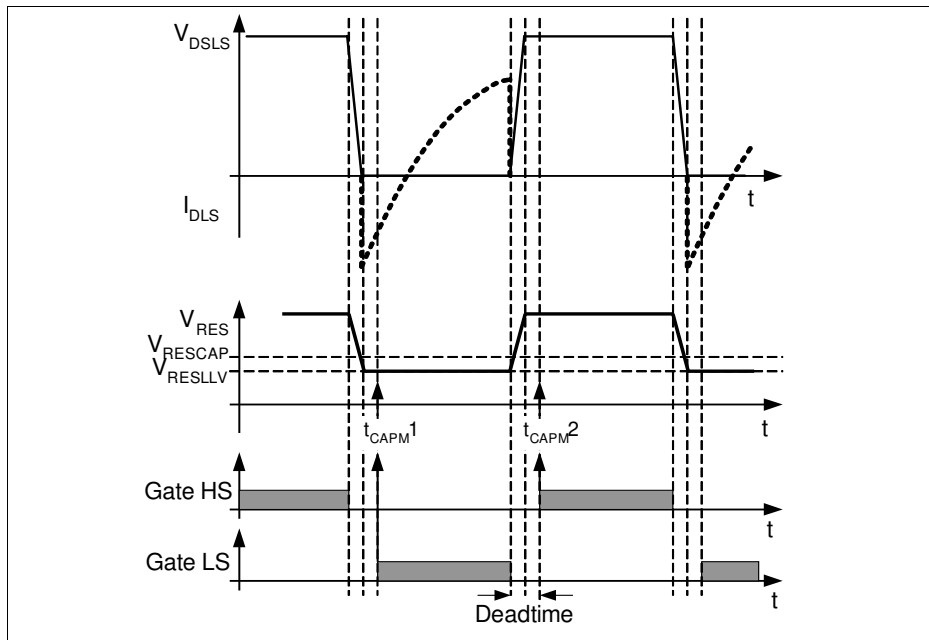 V_DSLS
t
I_DLS
V_RES
V_RESCAP
V_RESLLV
t_CAPM1
t_CAPM2
t
Gate HS
t
Gate LS
t
Deadtime